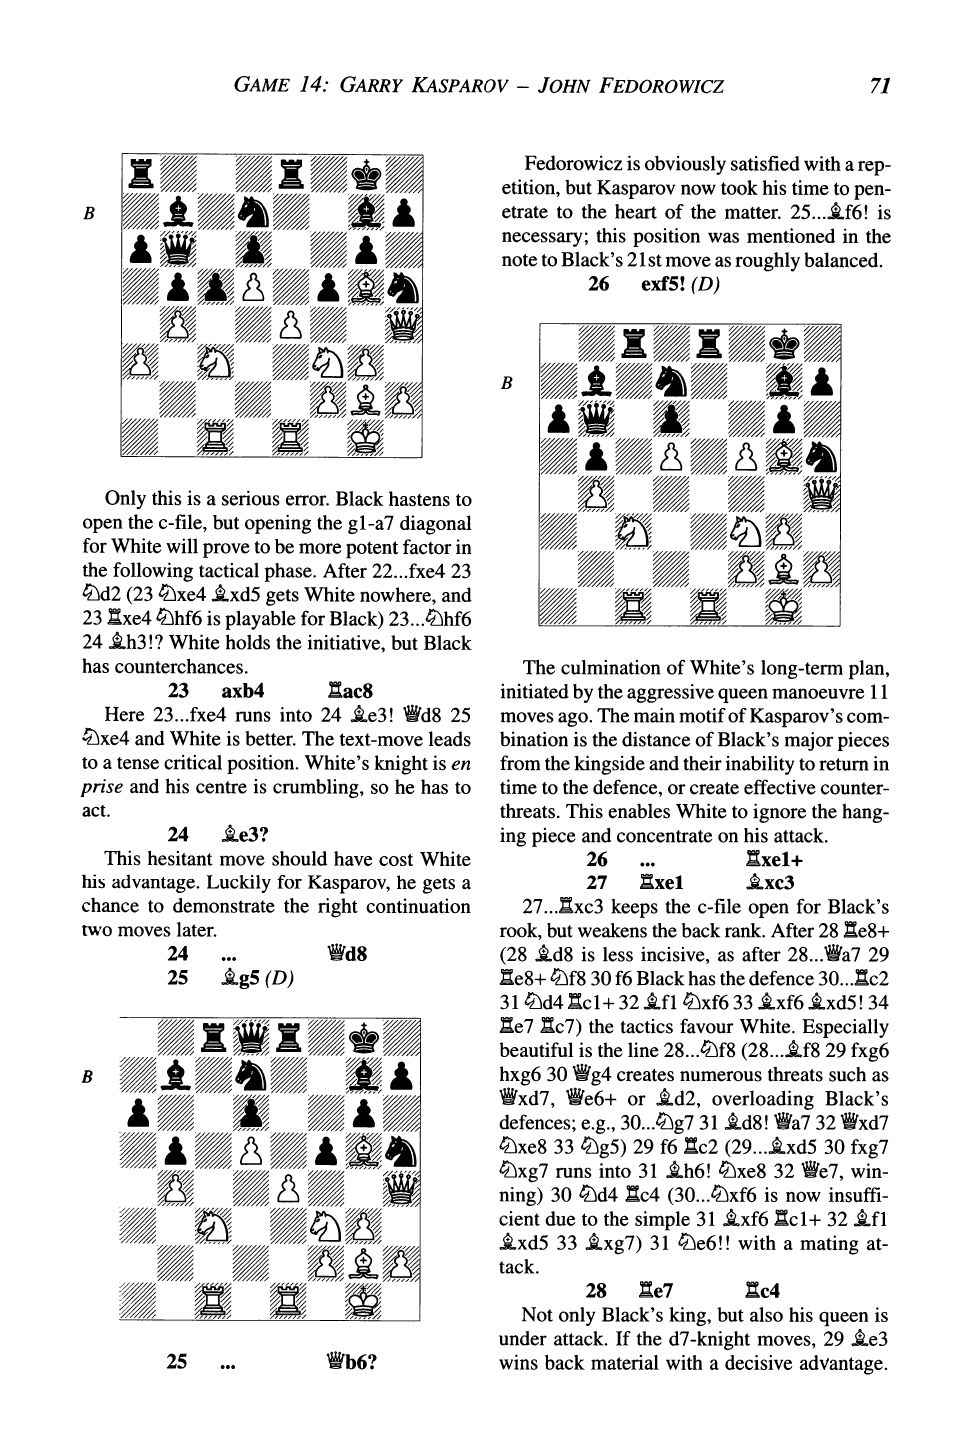 GAME 14: GARRY KASPAROV – JOHN FEDOROWICZ 71
B
Only this is a serious error. Black hastens to
open the c-file, but opening the g1-a7 diagonal
for White will prove to be more potent factor in
the following tactical phase. After 22...fxe4 23
♘d2 (23 ♘xe4 ♗xd5 gets White nowhere, and
23 ♖xe4 ♘hf6 is playable for Black) 23...♘hf6
24 ♗h3!? White holds the initiative, but Black
has counterchances.
23 axb4 ♖ac8
Here 23...fxe4 runs into 24 ♗e3! ♕d8 25
♘xe4 and White is better. The text-move leads
to a tense critical position. White's knight is en
prise and his centre is crumbling, so he has to
act.
24 ♗e3?
This hesitant move should have cost White
his advantage. Luckily for Kasparov, he gets a
chance to demonstrate the right continuation
two moves later.
24 ... ♕d8
25 ♗g5 (D)
B
25 ... ♕b6?
Fedorowicz is obviously satisfied with a rep-
etition, but Kasparov now took his time to pen-
etrate to the heart of the matter. 25...♗f6! is
necessary; this position was mentioned in the
note to Black's 21st move as roughly balanced.
26 exf5! (D)
B
The culmination of White's long-term plan,
initiated by the aggressive queen manoeuvre 11
moves ago. The main motif of Kasparov's com-
bination is the distance of Black's major pieces
from the kingside and their inability to return in
time to the defence, or create effective counter-
threats. This enables White to ignore the hang-
ing piece and concentrate on his attack.
26 ... ♖xe1+
27 ♖xe1 ♗xc3
27...♖xc3 keeps the c-file open for Black's
rook, but weakens the back rank. After 28 ♖e8+
(28 ♗d8 is less incisive, as after 28...♕a7 29
♖e8+ ♘f8 30 f6 Black has the defence 30...♖c2
31 ♘d4 ♖c1+ 32 ♗f1 ♘xf6 33 ♗xf6 ♗xd5! 34
♖e7 ♖c7) the tactics favour White. Especially
beautiful is the line 28...♘f8 (28...♗f8 29 fxg6
hxg6 30 ♕g4 creates numerous threats such as
♕xd7, ♕e6+ or ♗d2, overloading Black's
defences; e.g., 30...♘g7 31 ♗d8! ♕a7 32 ♕xd7
♘xe8 33 ♘g5) 29 f6 ♖c2 (29...♗xd5 30 fxg7
♘xg7 runs into 31 ♗h6! ♘xe8 32 ♕e7, win-
ning) 30 ♘d4 ♖c4 (30...♘xf6 is now insuffi-
cient due to the simple 31 ♗xf6 ♖c1+ 32 ♗f1
♗xd5 33 ♗xg7) 31 ♘e6!! with a mating at-
tack.
28 ♖e7 ♖c4
Not only Black's king, but also his queen is
under attack. If the d7-knight moves, 29 ♗e3
wins back material with a decisive advantage.